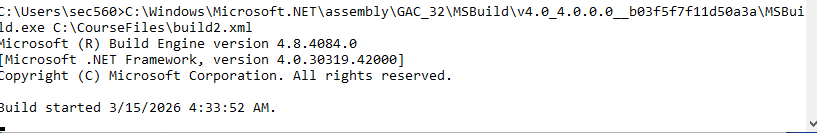 C:\Users\sec560>C:\Windows\Microsoft.NET\assembly\GAC_32\MSBuild\v4.0_4.0.0.0__b03f5f7f11d50a3a\MSBui
ld.exe C:\CourseFiles\build2.xml
Microsoft (R) Build Engine version 4.8.4084.0
[Microsoft .NET Framework, version 4.0.30319.42000]
Copyright (C) Microsoft Corporation. All rights reserved.
Build started 3/15/2026 4:33:52 AM.